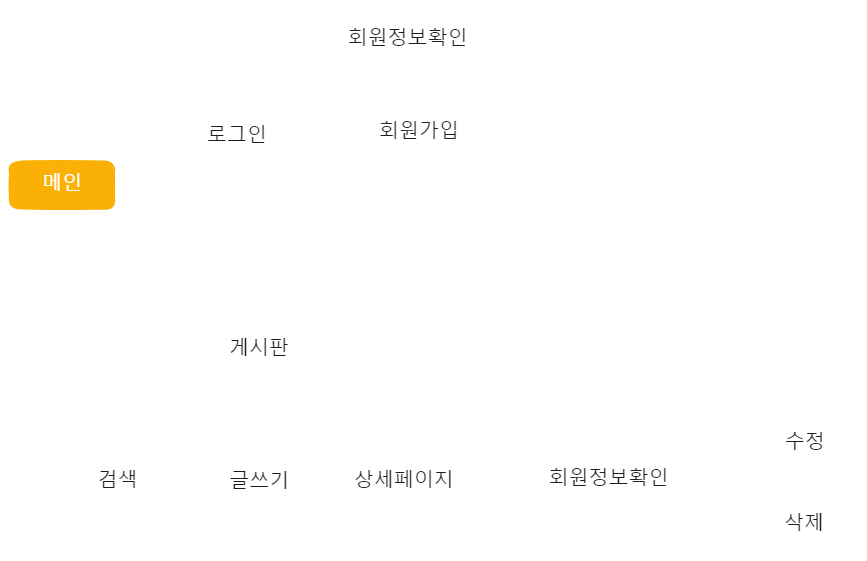 회원정보확인
로그인
회원가입
메인
게시판
수정
검색
글쓰기
상세페이지
회원정보확인
삭제